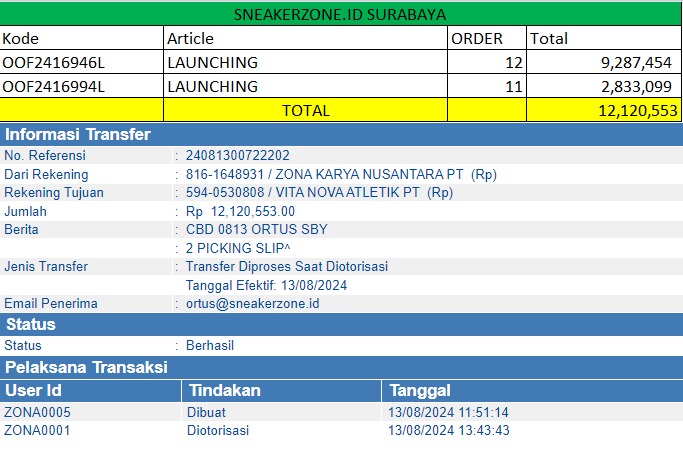 SNEAKERZONE.ID SURABAYA
Kode Article ORDER Total
OOF2416946L LAUNCHING 12 9,287,454
OOF2416994L LAUNCHING 11 2,833,099
TOTAL 12,120,553
Informasi Transfer
No. Referensi : 24081300722202
Dari Rekening : 816-1648931 / ZONA KARYA NUSANTARA PT (Rp)
Rekening Tujuan : 594-0530808 / VITA NOVA ATLETIK PT (Rp)
Jumlah : Rp 12,120,553.00
Berita : CBD 0813 ORTUS SBY
: 2 PICKING SLIP^
Jenis Transfer : Transfer Diproses Saat Diotorisasi
Tanggal Efektif: 13/08/2024
Email Penerima : ortus@sneakerzone.id
Status
Status : Berhasil
Pelaksana Transaksi
User Id Tindakan Tanggal
ZONA0005 Dibuat 13/08/2024 11:51:14
ZONA0001 Diotorisasi 13/08/2024 13:43:43